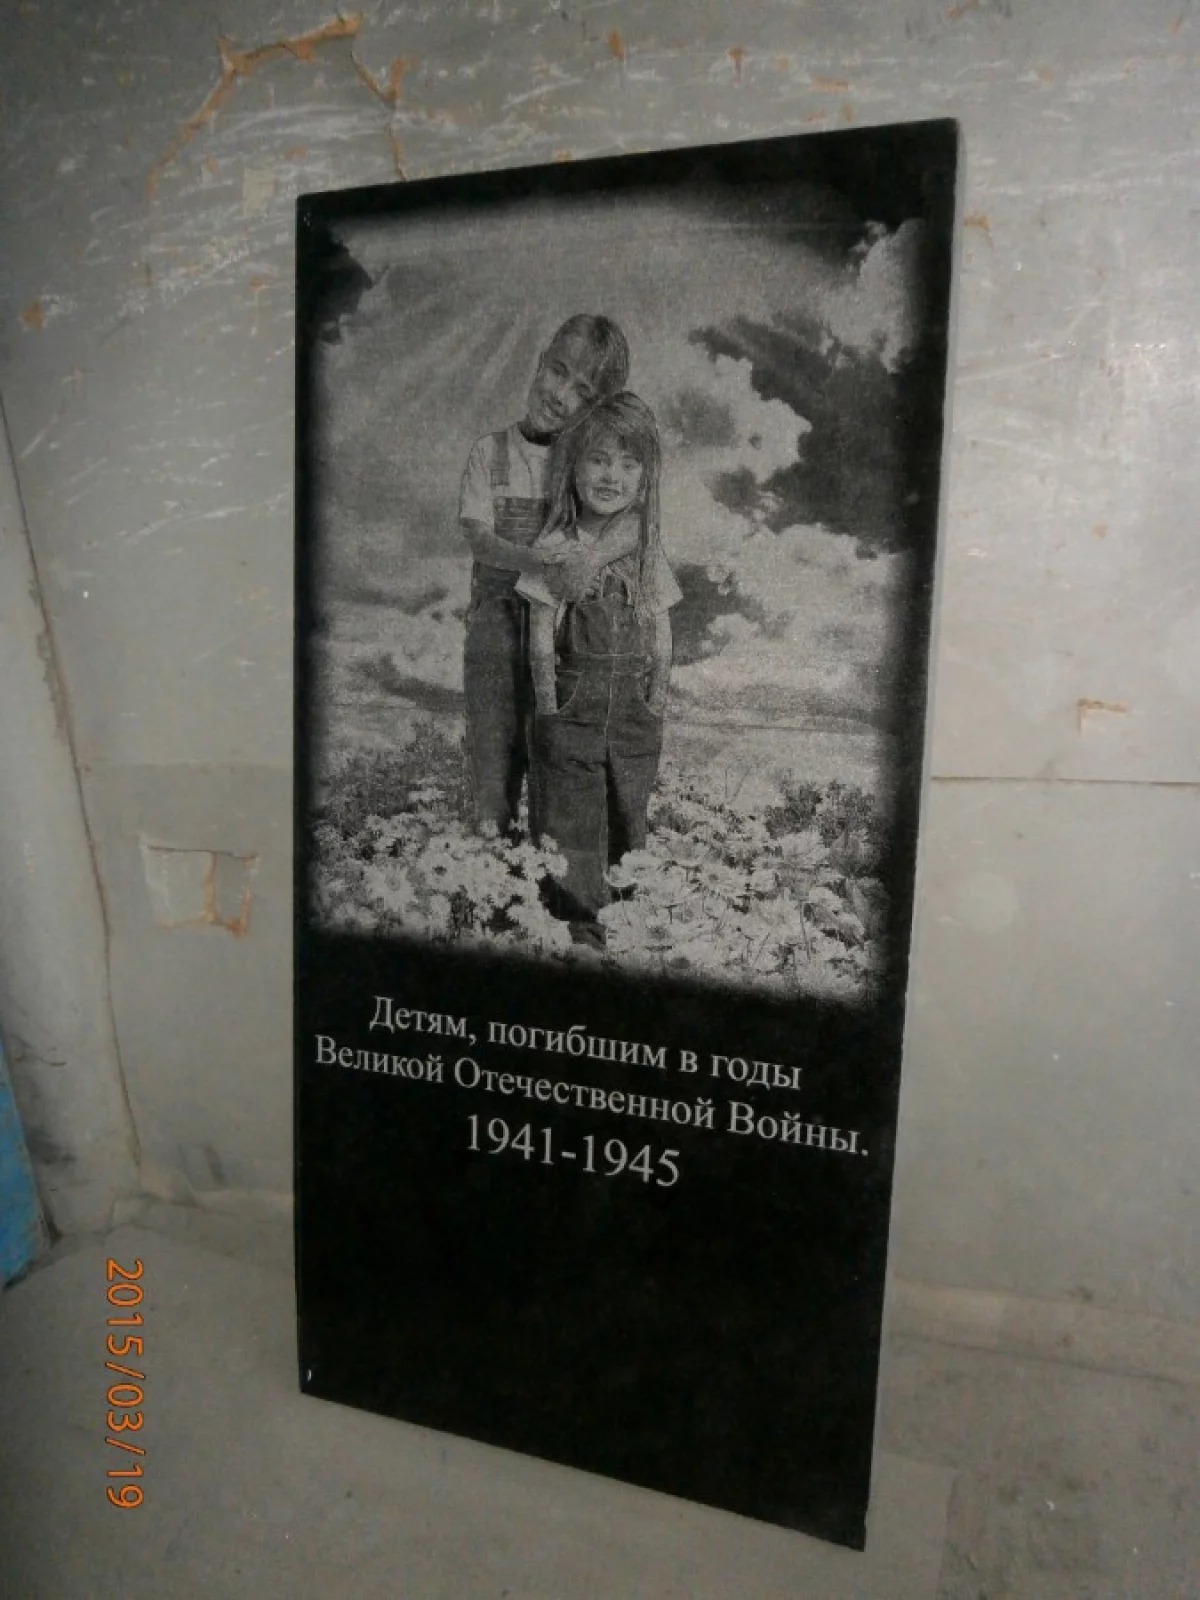 Детям, погибшим в годы
Великой Отечественной Войны.
1941-1945
2015/03/19